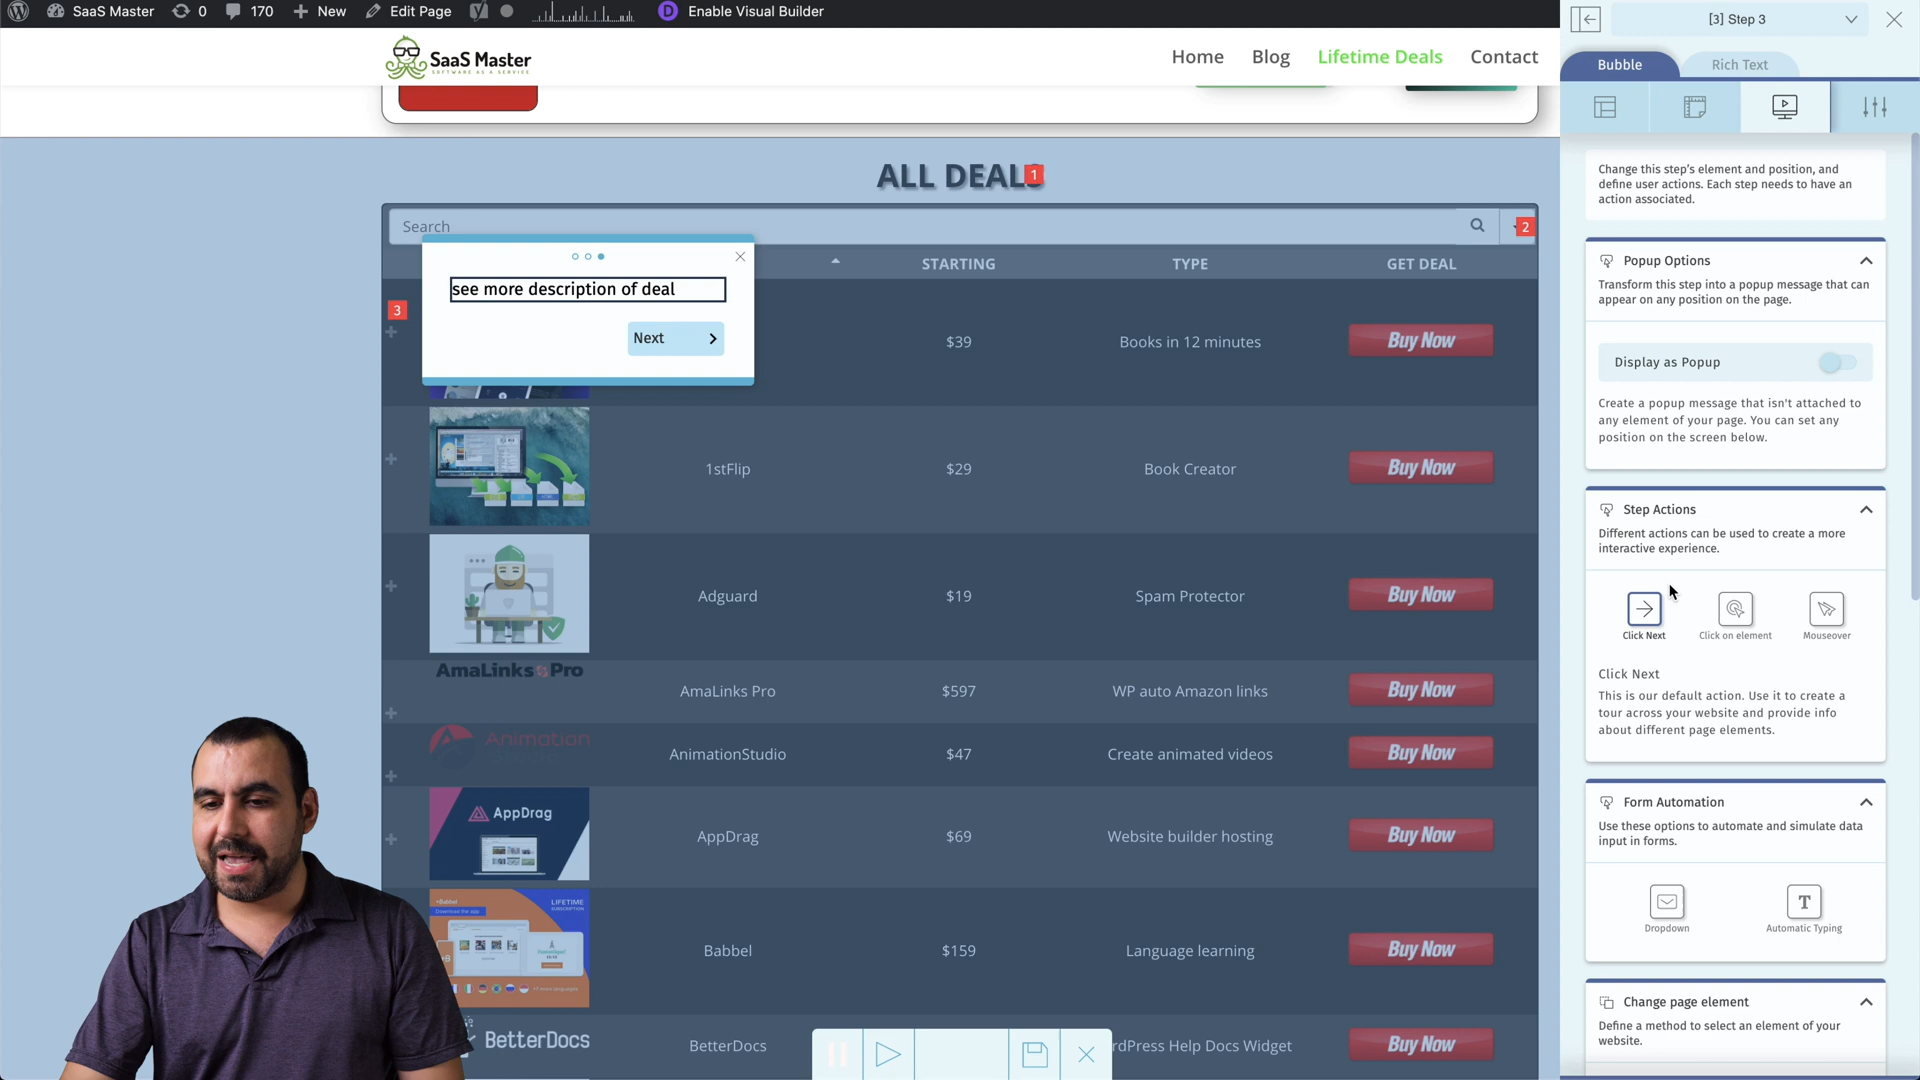 SaaS Master
0
170
New
Edit Page
Enable Visual Builder
[3] Step 3
SaaS Master
SOFTWARE AS A SERVICE
Home
Blog
Lifetime Deals
Contact
Bubble
Rich Text
Change this step's element and position, and
define user actions. Each step needs to have an
action associated.
ALL DEALS
1
Search
2
STARTING
TYPE
GET DEAL
see more description of deal
Next
3
$39
Books in 12 minutes
Buy Now
1stFlip
$29
Book Creator
Buy Now
Adguard
$19
Spam Protector
Buy Now
AmaLinks Pro
AmaLinks Pro
$597
WP auto Amazon links
Buy Now
Animation
AnimationStudio
$47
Create animated videos
Buy Now
AppDrag
AppDrag
$69
Website builder hosting
Buy Now
+Babbel
Download the app
LIFETIME
SUBSCRIPTION
Babbel
$159
Language learning
Buy Now
BetterDocs
BetterDocs
rdPress Help Docs Widget
Buy Now
Popup Options
Transform this step into a popup message that can
appear on any position on the page.
Display as Popup
Create a popup message that isn't attached to
any element of your page. You can set any
position on the screen below.
Step Actions
Different actions can be used to create a more
interactive experience.
Click Next
Click on element
Mouseover
Click Next
This is our default action. Use it to create a
tour across your website and provide info
about different page elements.
Form Automation
Use these options to automate and simulate data
input in forms.
Dropdown
T
Automatic Typing
Change page element
Define a method to select an element of your
website.